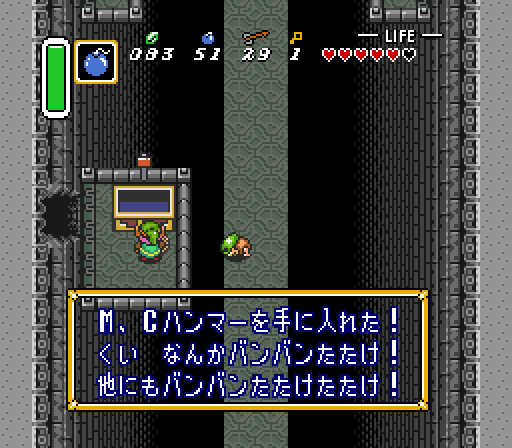 LIFE
083 51 29 1
M、Cハンマーを手に入れた！
くい　なんかバンバンたたけ！
他にもバンバンたたけたたけ！